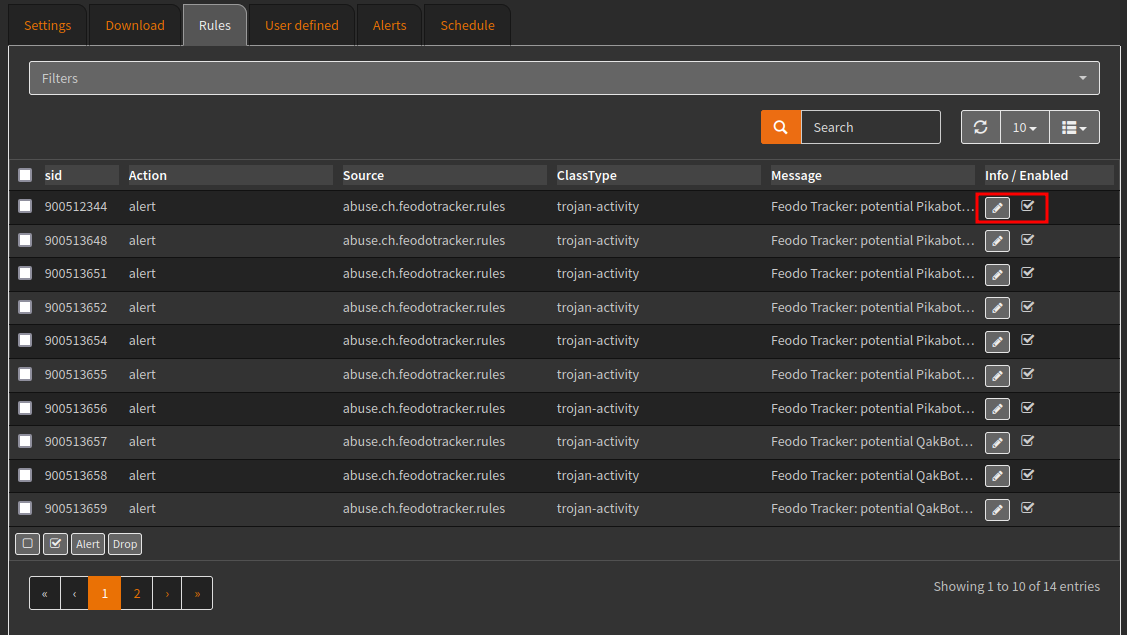 Settings Download Rules User defined Alerts Schedule
Filters
Search 10
sid Action Source ClassType Message Info / Enabled
900512344 alert abuse.ch.feodotracker.rules trojan-activity Feodo Tracker: potential Pikabot...
900513648 alert abuse.ch.feodotracker.rules trojan-activity Feodo Tracker: potential Pikabot...
900513651 alert abuse.ch.feodotracker.rules trojan-activity Feodo Tracker: potential Pikabot...
900513652 alert abuse.ch.feodotracker.rules trojan-activity Feodo Tracker: potential Pikabot...
900513654 alert abuse.ch.feodotracker.rules trojan-activity Feodo Tracker: potential Pikabot...
900513655 alert abuse.ch.feodotracker.rules trojan-activity Feodo Tracker: potential Pikabot...
900513656 alert abuse.ch.feodotracker.rules trojan-activity Feodo Tracker: potential Pikabot...
900513657 alert abuse.ch.feodotracker.rules trojan-activity Feodo Tracker: potential QakBot...
900513658 alert abuse.ch.feodotracker.rules trojan-activity Feodo Tracker: potential QakBot...
900513659 alert abuse.ch.feodotracker.rules trojan-activity Feodo Tracker: potential QakBot...
Alert Drop
« ‹ 1 2 › » Showing 1 to 10 of 14 entries